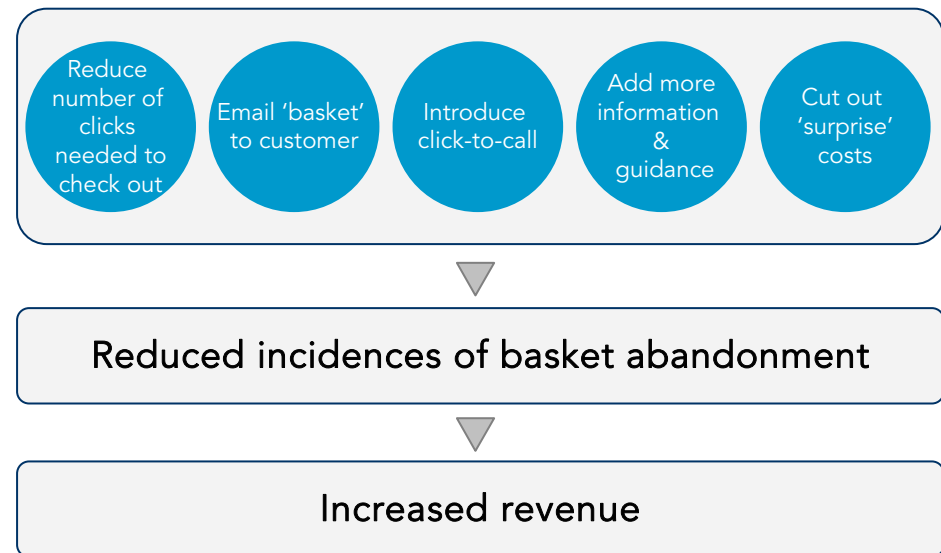 Reduce
number of
clicks
needed to
check out
Email ‘basket’
to customer
Introduce
click-to-call
Add more
information
&
guidance
Cut out
‘surprise’
costs
Reduced incidences of basket abandonment
Increased revenue